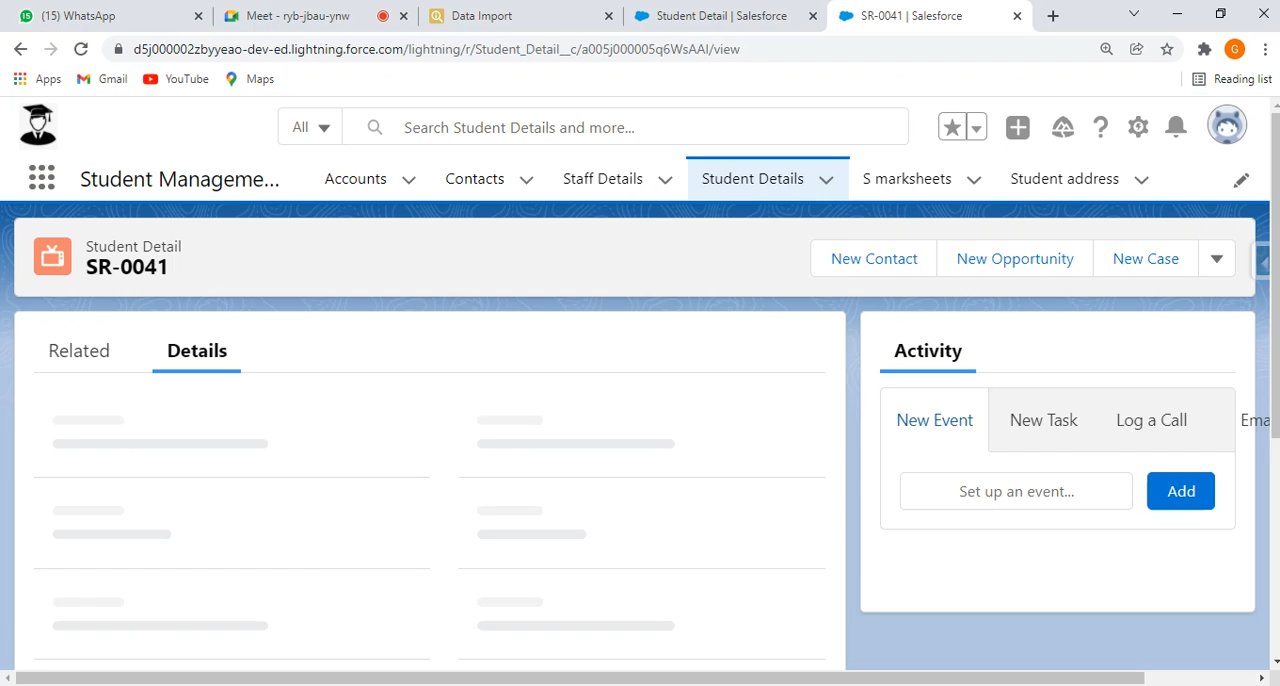 (15) WhatsApp
Meet - ryb-jbau-ynw
Data Import
Student Detail | Salesforce
SR-0041 | Salesforce
d5j000002zbyyeao-dev-ed.lightning.force.com/lightning/r/Student_Detail__c/a005j000005q6WsAAI/view
G
Apps
Gmail
YouTube
Maps
Reading list
All
Search Student Details and more...
Student Manageme...
Accounts
Contacts
Staff Details
Student Details
S marksheets
Student address
Student Detail
SR-0041
New Contact
New Opportunity
New Case
Related
Details
Activity
New Event
New Task
Log a Call
Ema
Set up an event...
Add